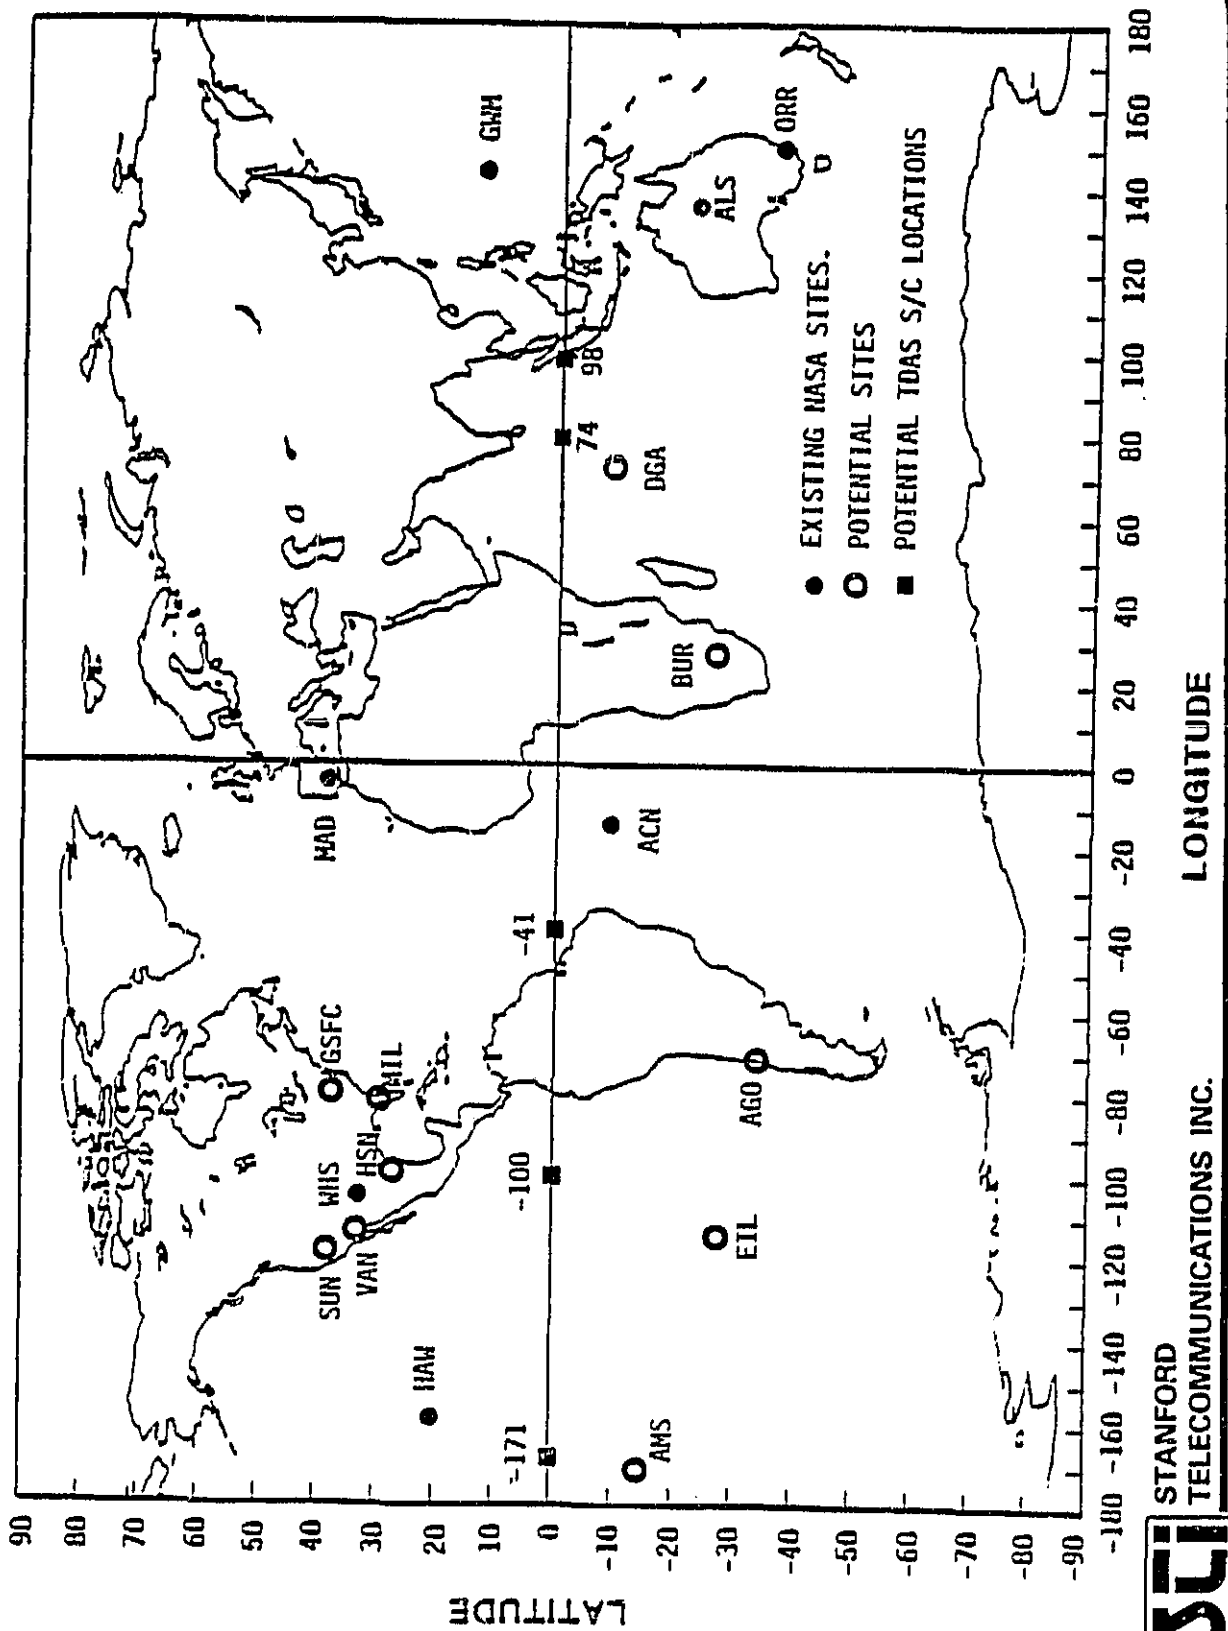 LATITUDE
90
80
70
60
50
40
30
20
10
0
-10
-20
-30
-40
-50
-60
-70
-80
-90
GWM
ORR
ALS
98
74
DGA
BUR
MAD
ACN
-41
GSFC
MIL
HSN
WHS
SUN
VAN
-100
AGO
EIL
HAW
-171
AMS
EXISTING NASA SITES.
POTENTIAL SITES
POTENTIAL TDAS S/C LOCATIONS
-180 -160 -140 -120 -100 -80 -60 -40 -20 0 20 40 60 80 100 120 140 160 180
LONGITUDE
STi
STANFORD
TELECOMMUNICATIONS INC.